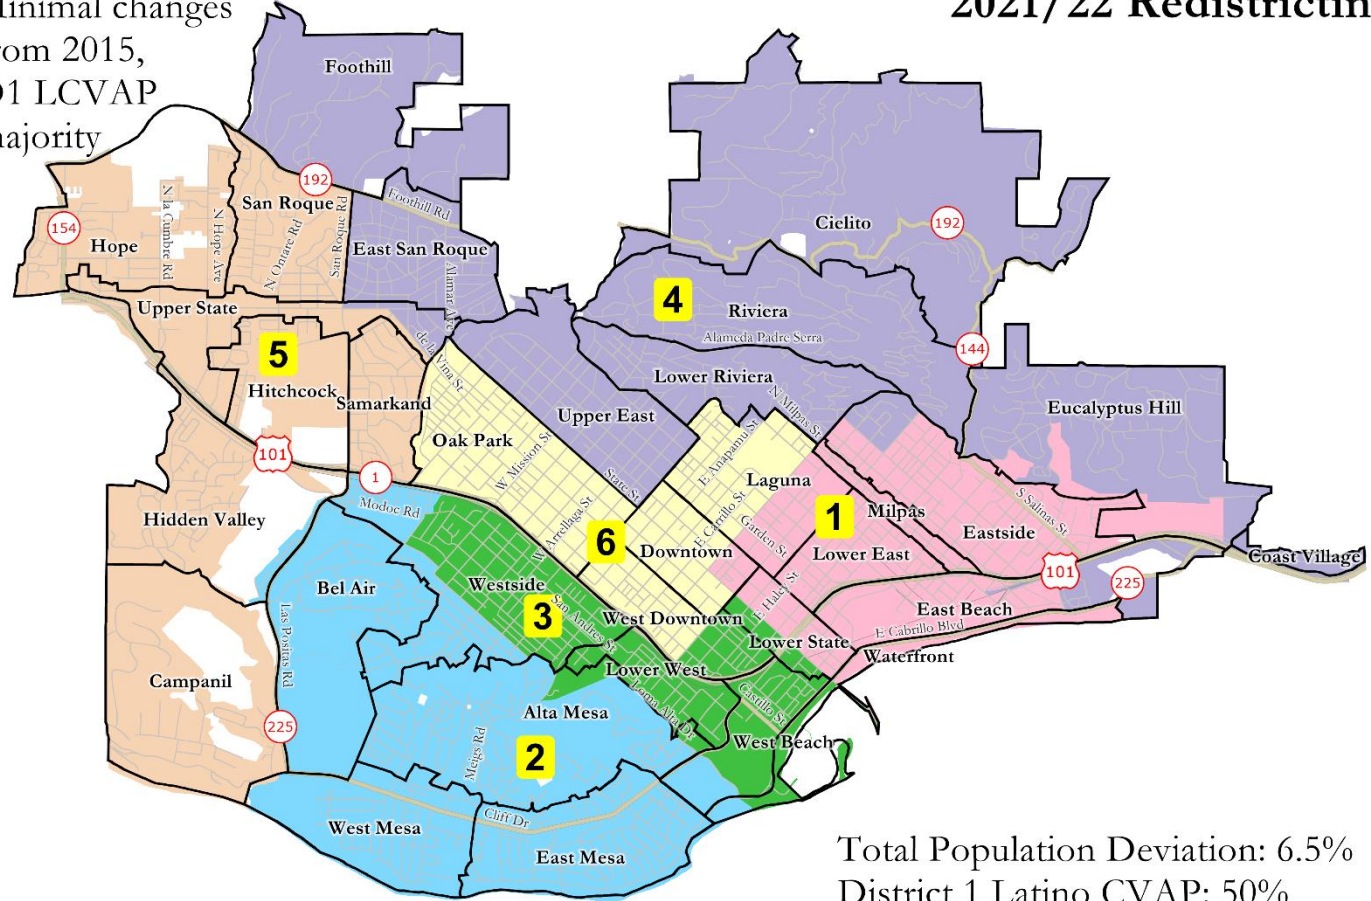 inimal changes
rom 2015,
D1 LCVAP
ajority
2021/22 Redistrictin
Foothill
192
Foothill Rd
San Roque
San Roque Rd
N Ontare Rd
N Hope Ave
N la Cumbre Rd
154
Hope
East San Roque
Alamar Ave
Cielito
192
Upper State
de la Vina St
4
Riviera
Alameda Padre Serra
144
5
Hitchcock
Samarkand
Lower Riviera
N Milpas St
Upper East
Eucalyptus Hill
Oak Park
W Mission St
State St
E Anapamu St
101
1
Modoc Rd
Laguna
E Carrillo St
Garden St
1
Milpas
S Salinas St
Hidden Valley
W Arrellaga St
6
Downtown
Lower East
Eastside
Coast Village
101
225
Bel Air
Westside
3
San Andres St
West Downtown
E Haley St
East Beach
E Cabrillo Blvd
Lower State
Waterfront
Las Positas Rd
Campanil
225
Lower West
Loma Alta Dr
Castillo St
Alta Mesa
2
Meigs Rd
West Beach
Cliff Dr
West Mesa
East Mesa
Total Population Deviation: 6.5%
District 1 Latino CVAP: 50%